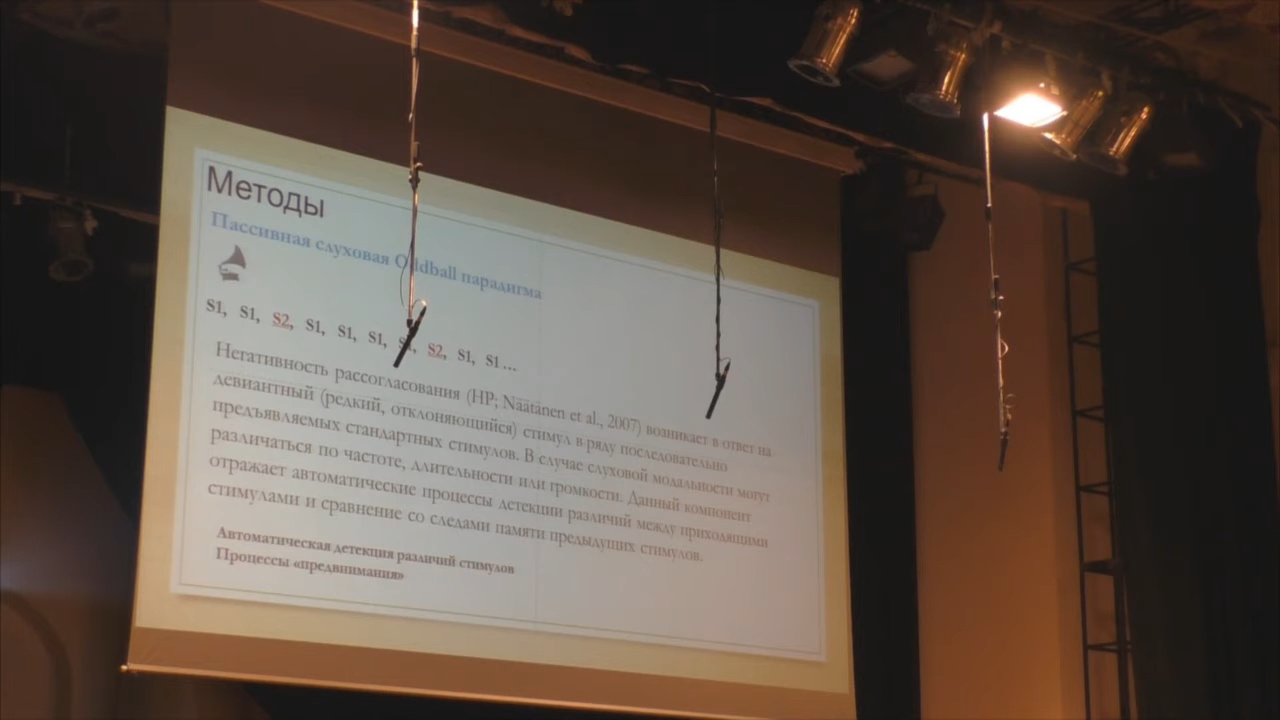 Методы
Пассивная слуховая Oddball парадигма
S1, S1, S2, S1, S1, S1, S1, S2, S1, S1 ...
Негативность рассогласования (НР; Näätänen et al., 2007) возникает в ответ на
девиантный (редкий, отклоняющийся) стимул в ряду последовательно
предъявляемых стандартных стимулов. В случае слуховой модальности могут
различаться по частоте, длительности или громкости. Данный компонент
отражает автоматические процессы детекции различий между приходящими
стимулами и сравнение со следами памяти предыдущих стимулов.
Автоматическая детекция различий стимулов
Процессы «предвнимания»